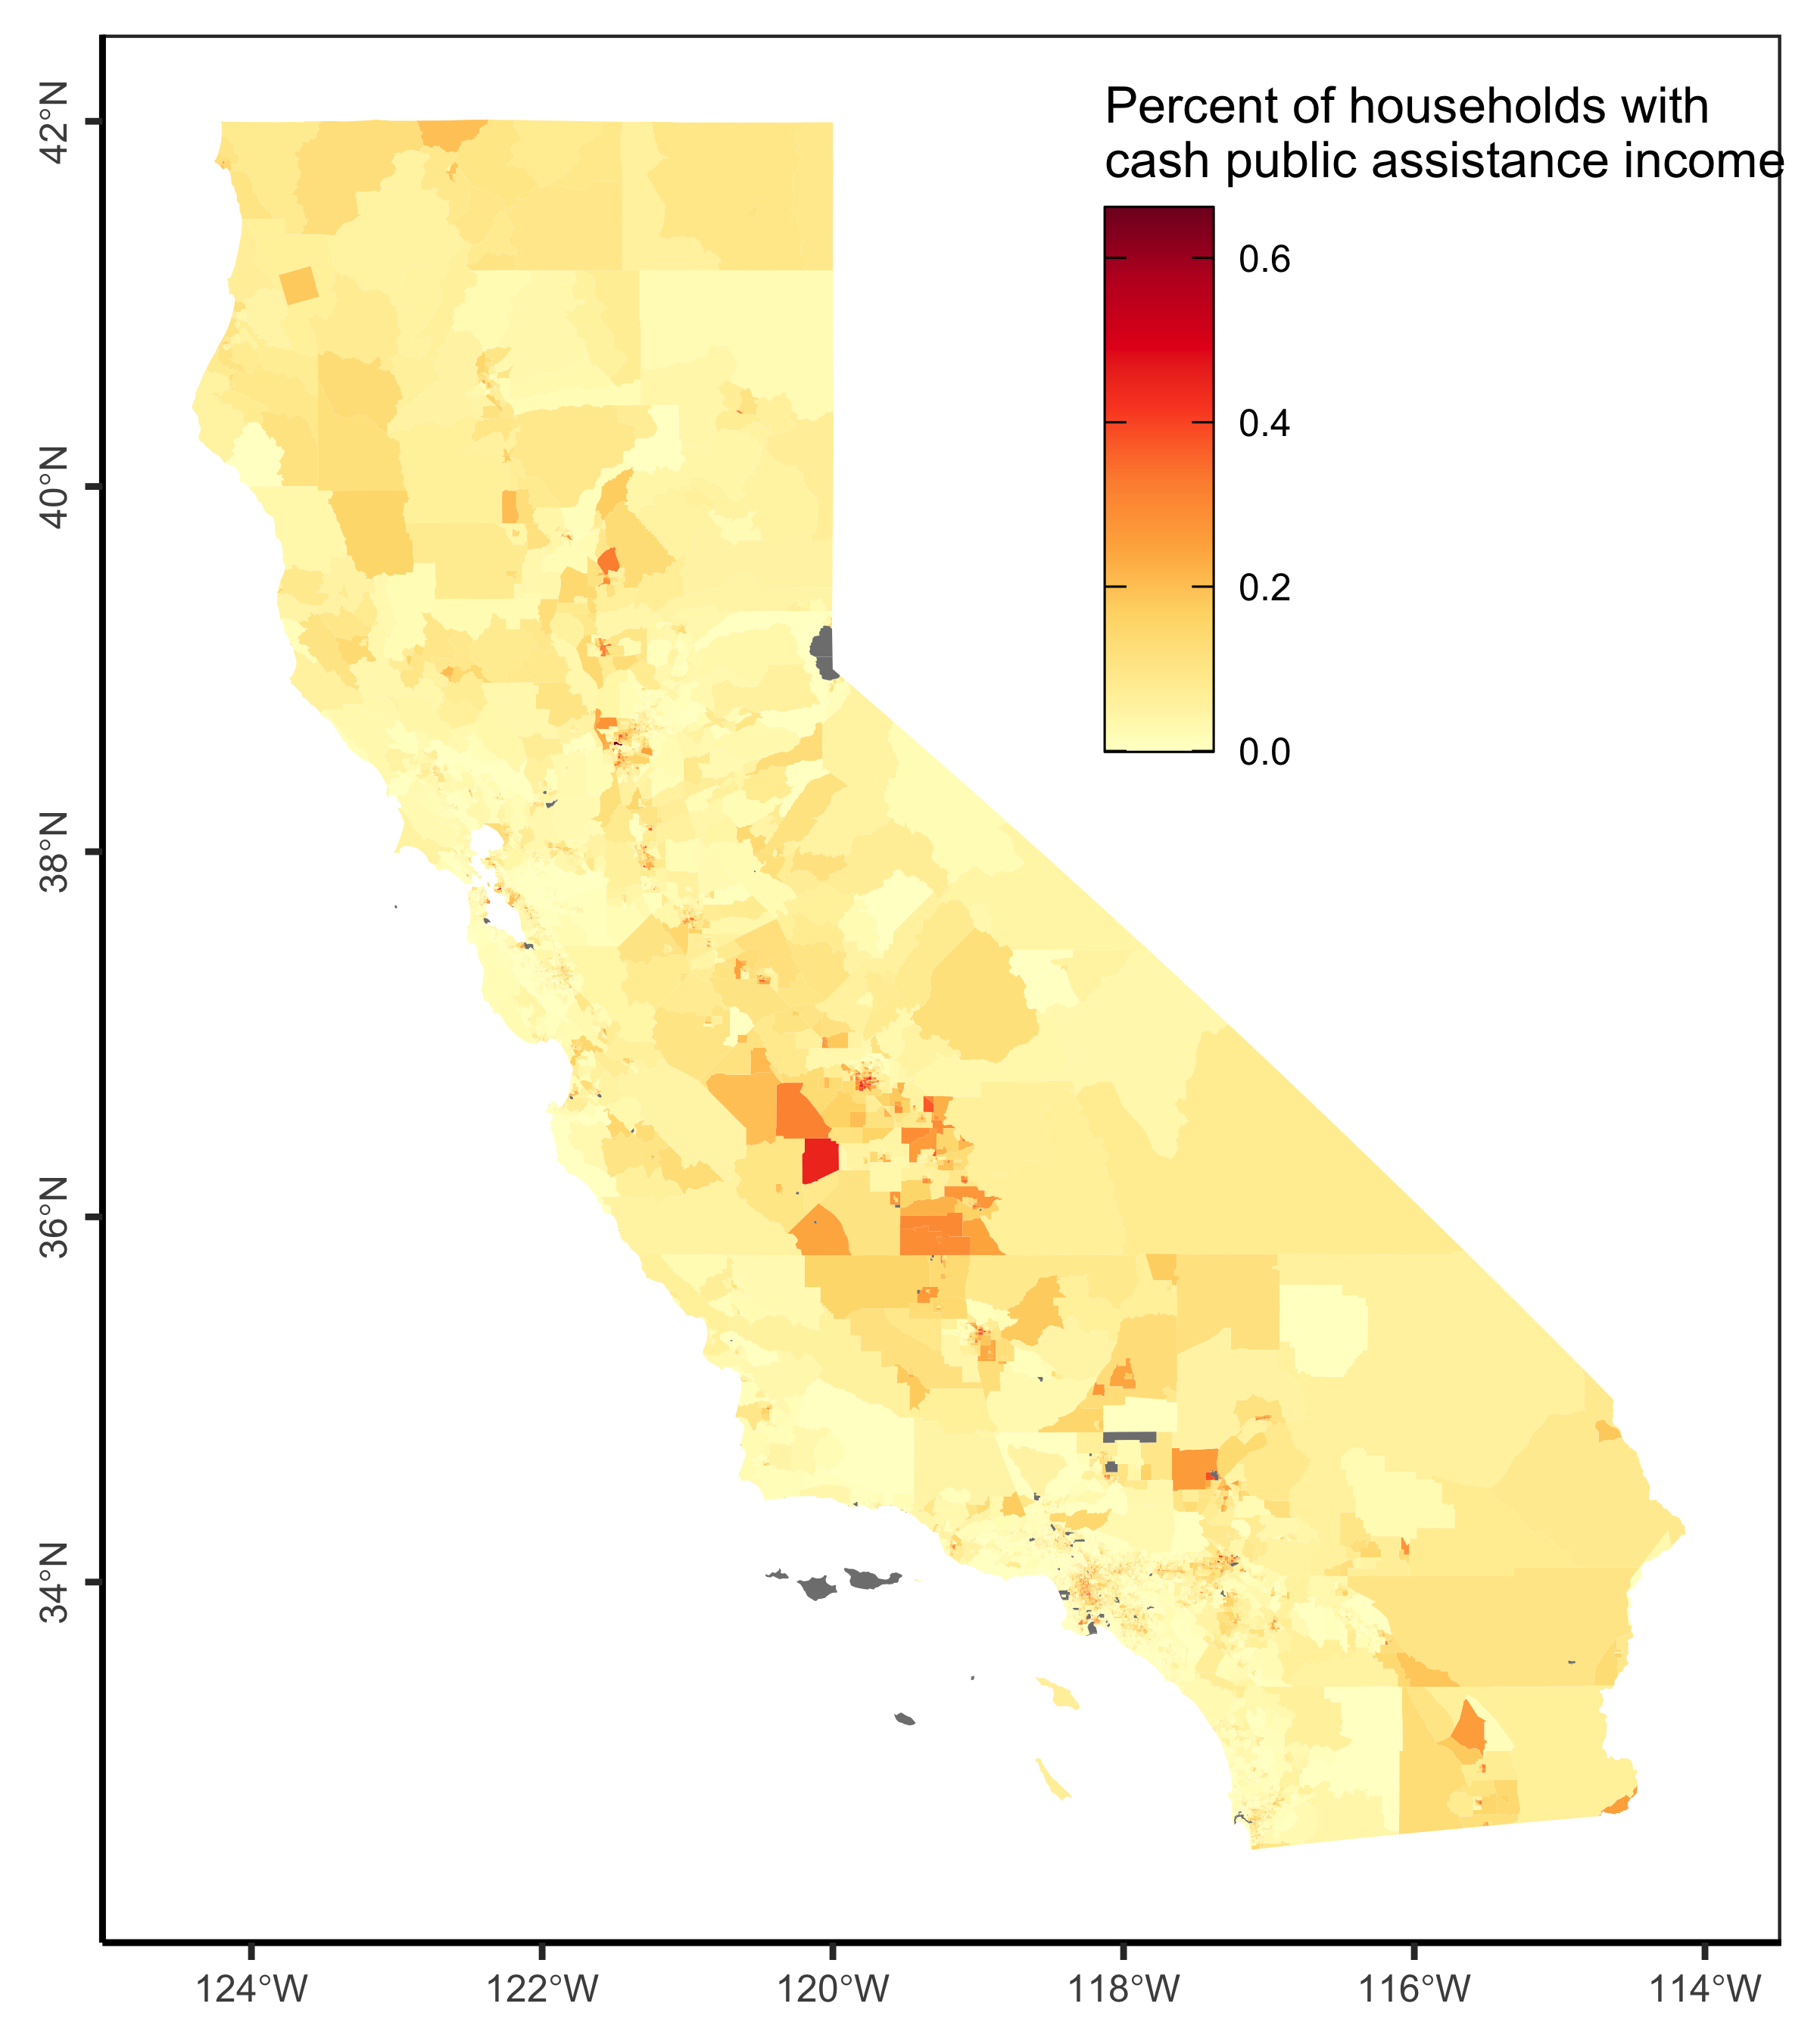 Percent of households with
cash public assistance income
0.6
0.4
0.2
0.0
42°N
40°N
38°N
36°N
34°N
124°W
122°W
120°W
118°W
116°W
114°W